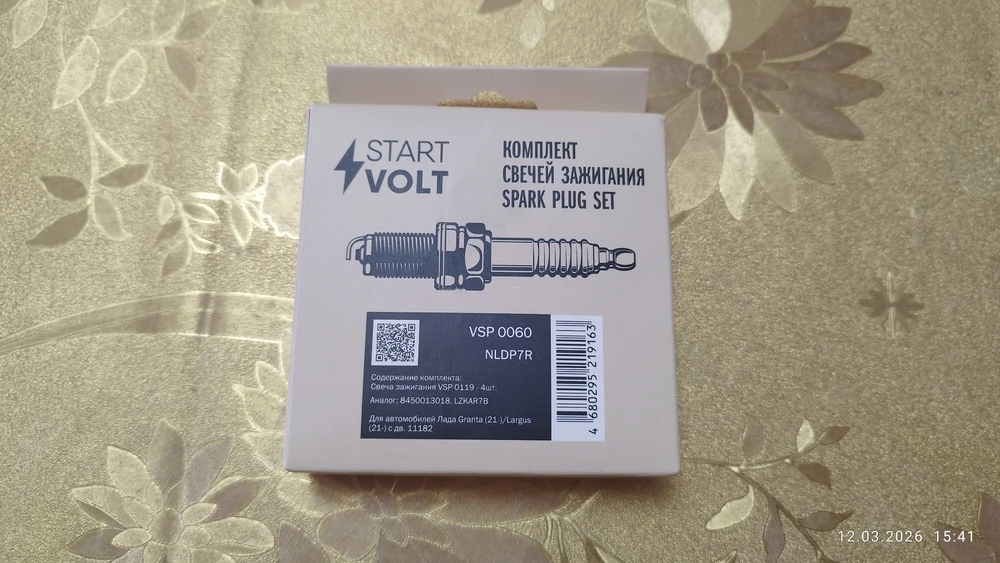 START
VOLT
КОМПЛЕКТ
СВЕЧЕЙ ЗАЖИГАНИЯ
SPARK PLUG SET
VSP 0060
NLDP7R
Содержание комплекта:
Свеча зажигания VSP 0119 - 4шт.
Аналог: 8450013018, LZKAR7B
Для автомобилей Лада Granta (21-)/Largus
(21-) с дв. 11182
4 680295 219163
12.03.2026 15:41